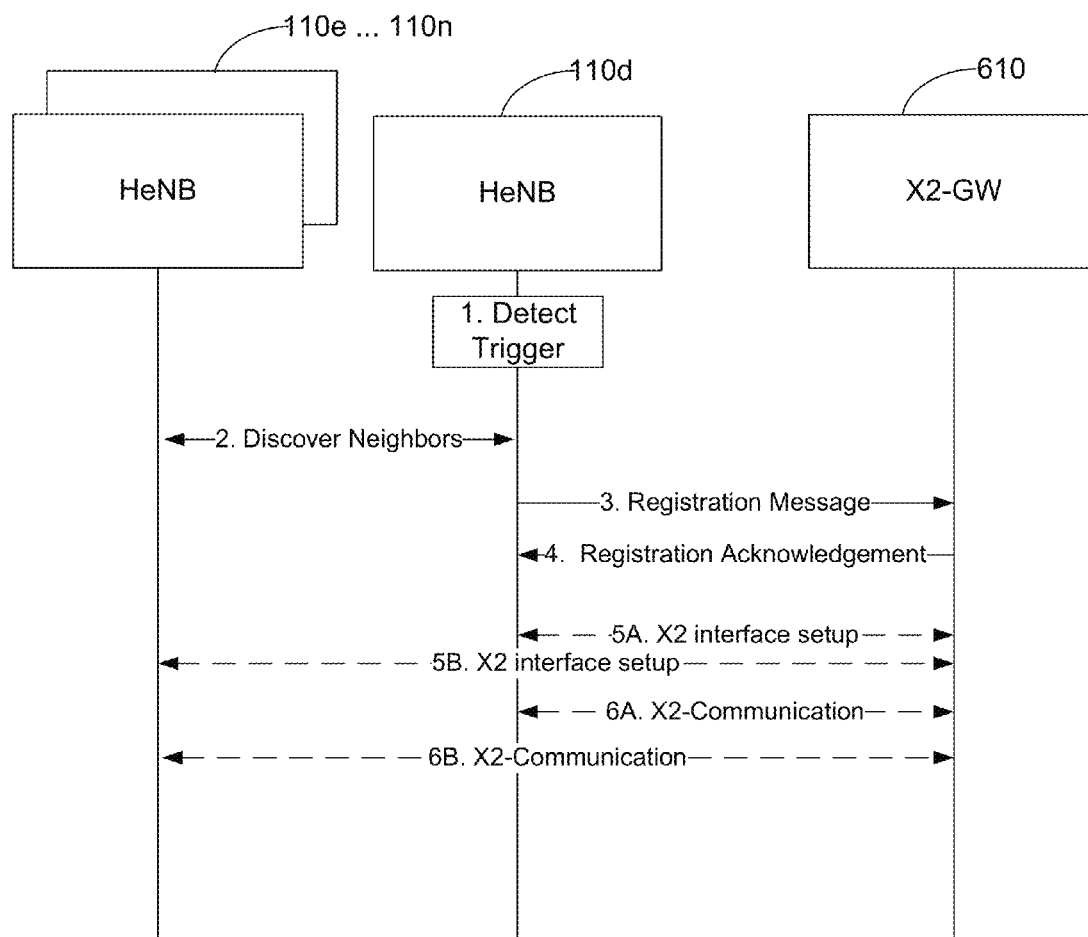 110e ... 110n
110d
610
HeNB
HeNB
X2-GW
1. Detect
Trigger
2. Discover Neighbors
3. Registration Message
4. Registration Acknowledgement
5A. X2 interface setup
5B. X2 interface setup
6A. X2-Communication
6B. X2-Communication